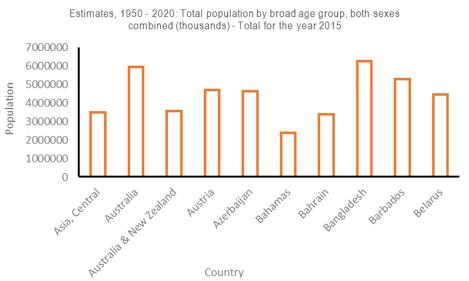 Estimates, 1950 - 2020: Total population by broad age group, both sexes
combined (thousands) - Total for the year 2015
7000000
6000000
5000000
4000000
3000000
2000000
1000000
0
Population
Asia, Central
Australia
Australia & New Zealand
Austria
Azerbaijan
Bahamas
Bahrain
Bangladesh
Barbados
Belarus
Country